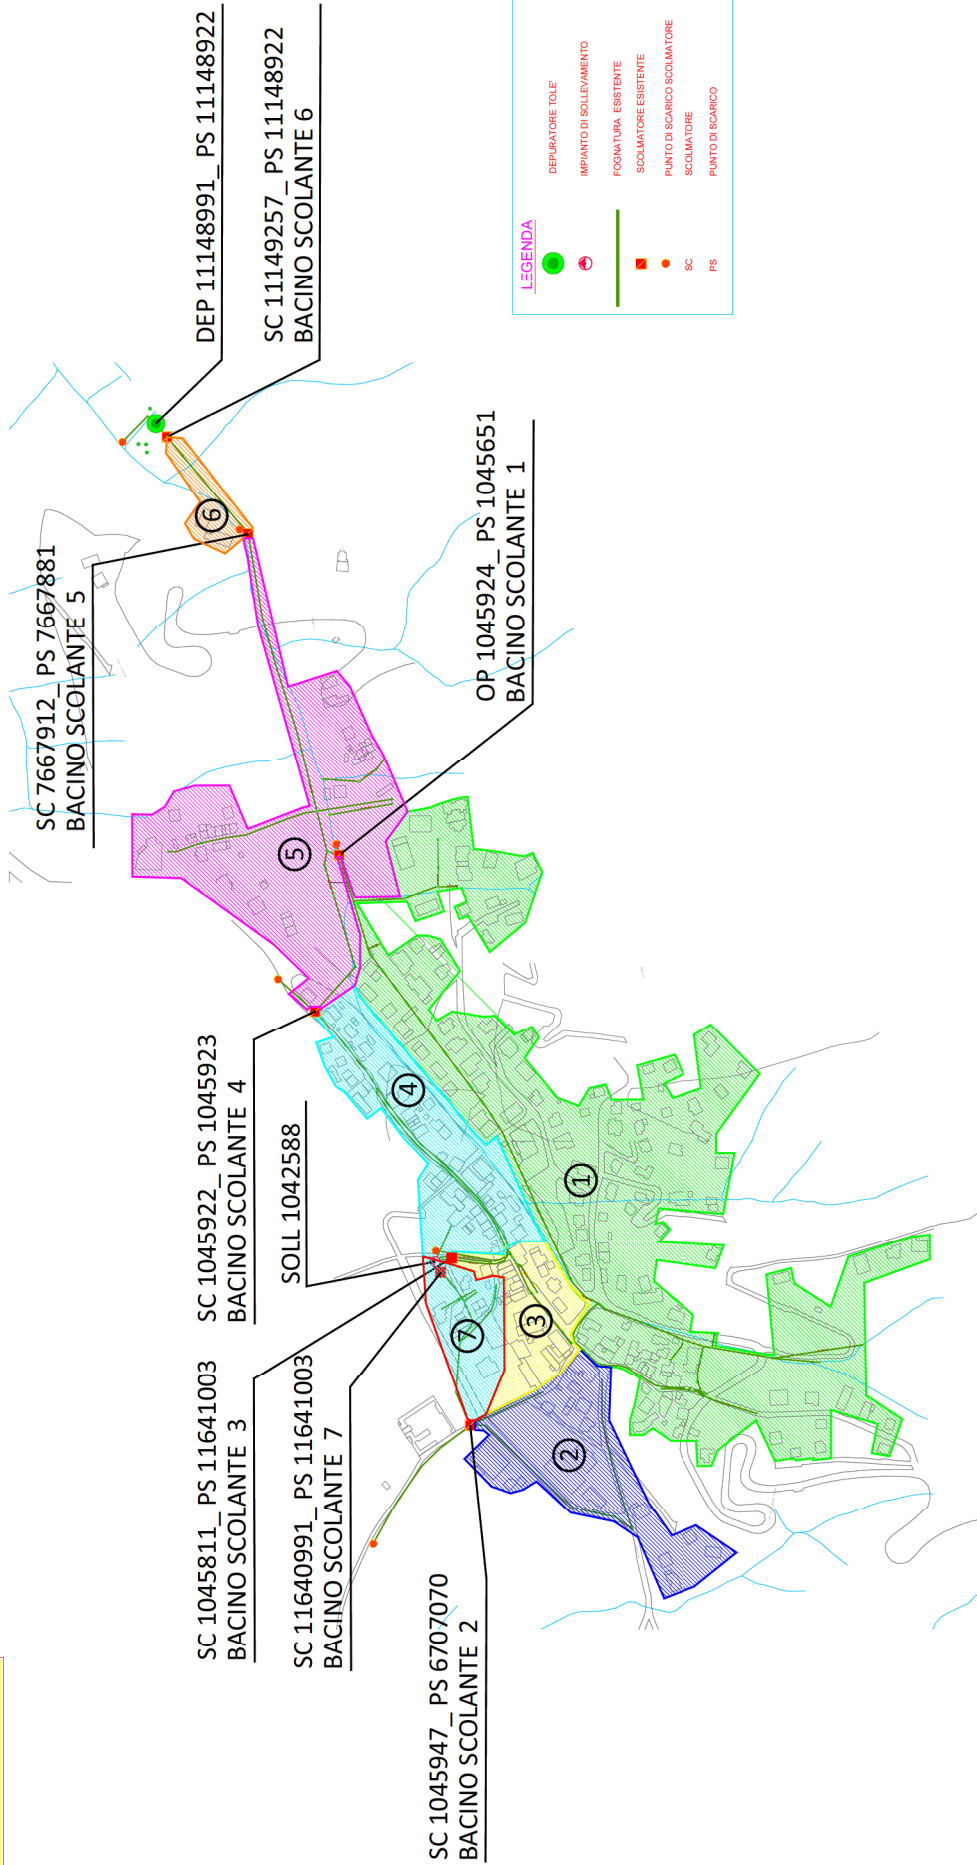 SC 1045947_ PS 6707070
BACINO SCOLANTE 2
SC 1045811_PS 11641003
BACINO SCOLANTE 3
SC 11640991_ PS 11641003
BACINO SCOLANTE 7
SOLL 1042588
SC 1045922_ PS 1045923
BACINO SCOLANTE 4
SC 7667912_ PS 7667881
BACINO SCOLANTE 5
DEP 11148991_ PS 11148922
SC 11149257_ PS 11148922
BACINO SCOLANTE 6
OP 1045924_ PS 1045651
BACINO SCOLANTE 1
2
7
3
1
4
5
6
LEGENDA
DEPURATORE TOLE'
IMPIANTO DI SOLLEVAMENTO
FOGNATURA ESISTENTE
SCOLMATORE ESISTENTE
PUNTO DI SCARICO SCOLMATORE
SC SCOLMATORE
PS PUNTO DI SCARICO